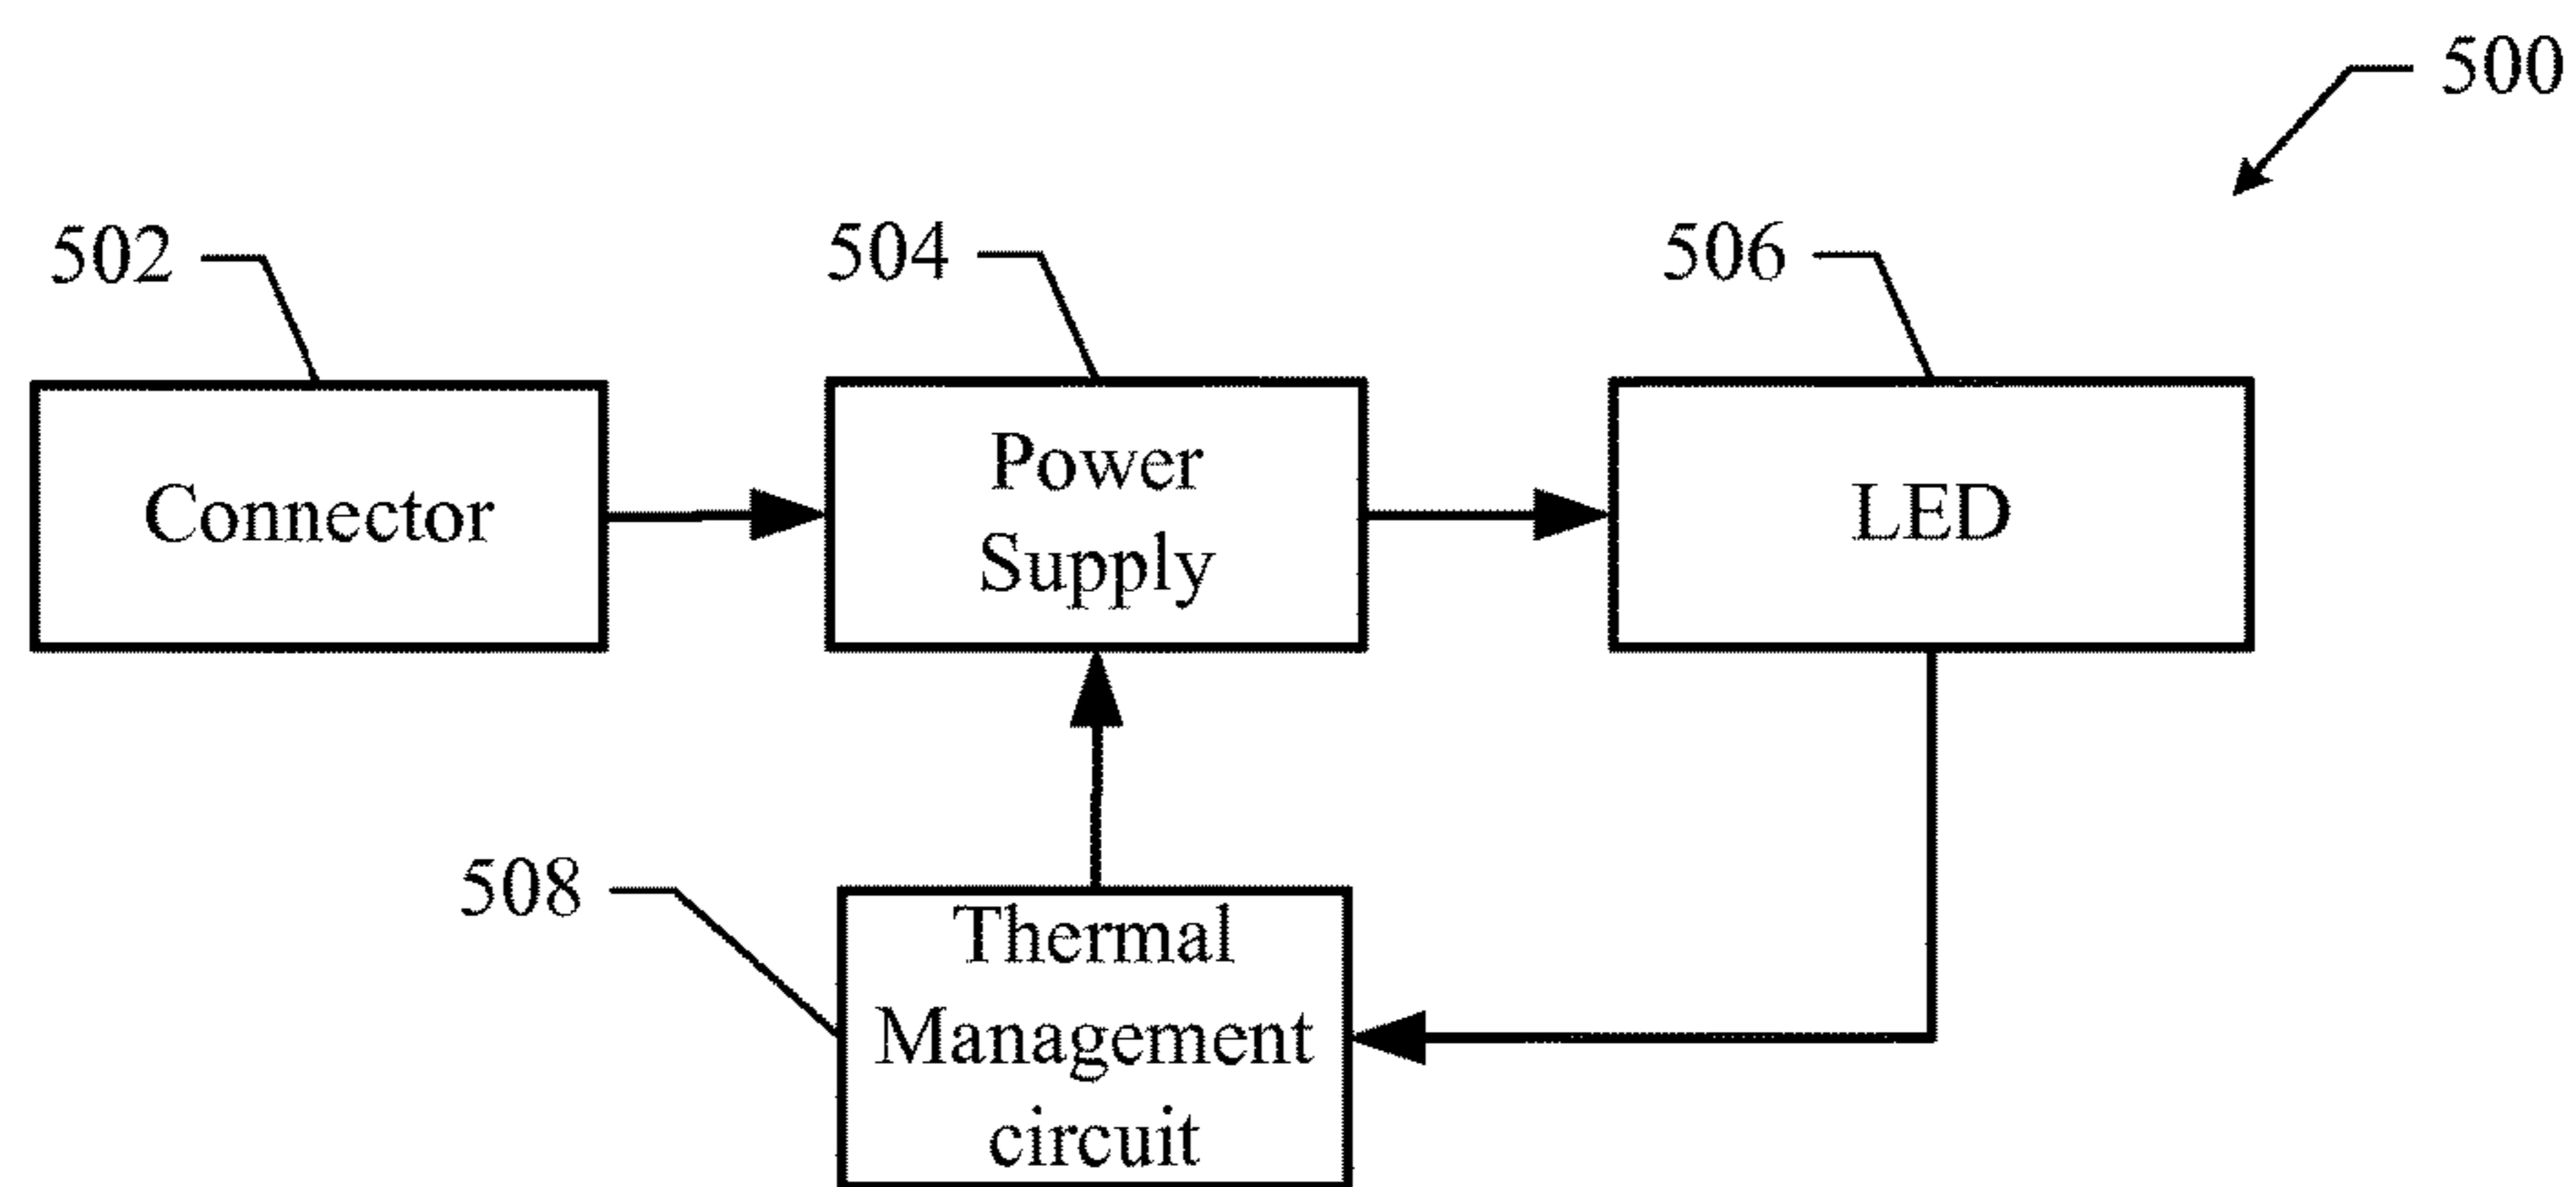 500
502
504
506
Connector
Power
Supply
LED
508
Thermal
Management
circuit